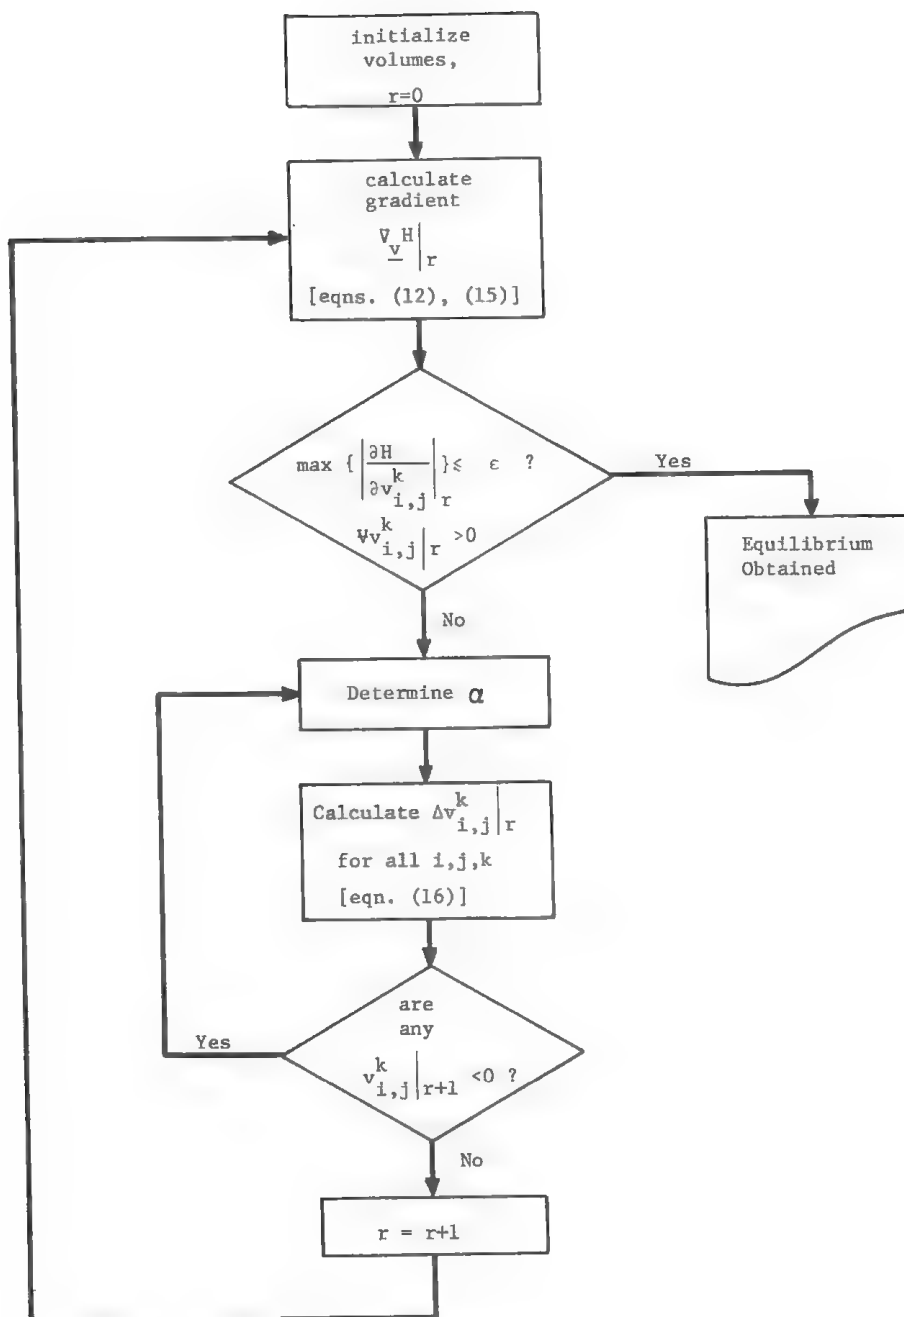 initialize
volumes,
r=0
calculate
gradient
∇_v H|_r
[eqns. (12), (15)]
max {|∂H/∂v^k_{i,j}|_r} ≤ ε ?
∀v^k_{i,j}|_r >0
Yes
Equilibrium
Obtained
No
Determine α
Calculate Δv^k_{i,j}|_r
for all i,j,k
[eqn. (16)]
are
any
v^k_{i,j}|_{r+1} <0 ?
Yes
No
r = r+1